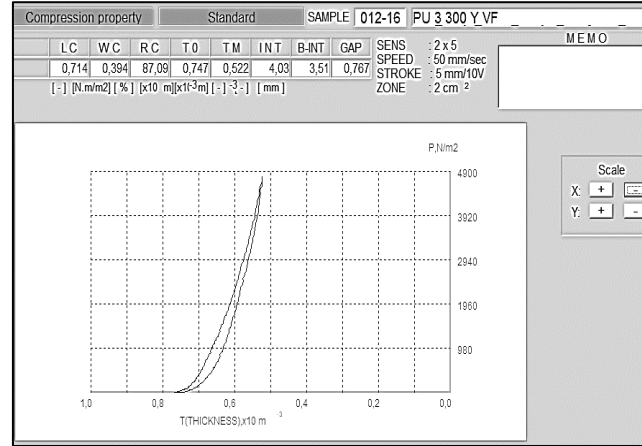 Compression property Standard SAMPLE 012-16 PU 3 300 Y VF
LC WC RC T0 TM INT B-INT GAP
0,714 0,394 87,09 0,747 0,522 4,03 3,51 0,767
[ - ] [N.m/m2] [ % ] [x10 m][x1(-3m] [ - ] -3 - ] [ mm ]
SENS : 2 x 5
SPEED : 50 mm/sec
STROKE : 5 mm/10V
ZONE : 2 cm 2
MEMO
P,N/m2
4900
3920
2940
1960
980
1,0 0,8 0,6 0,4 0,2 0,0
T(THICKNESS),x10 m -3
Scale
X: + -
Y: + -